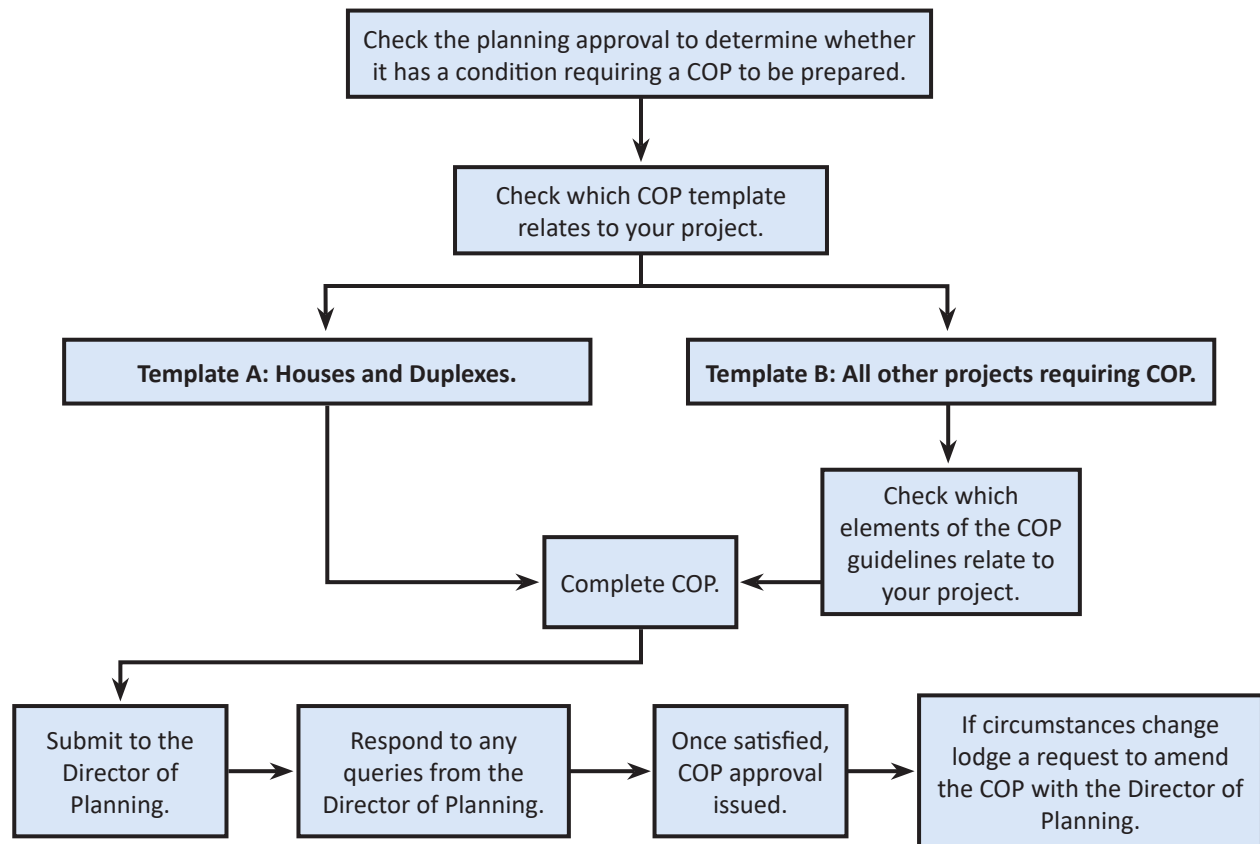 Check the planning approval to determine whether
it has a condition requiring a COP to be prepared.
Check which COP template
relates to your project.
Template A: Houses and Duplexes.
Template B: All other projects requiring COP.
Check which
elements of the COP
guidelines relate to
your project.
Complete COP.
Submit to the
Director of
Planning.
Respond to any
queries from the
Director of Planning.
Once satisfied,
COP approval
issued.
If circumstances change
lodge a request to amend
the COP with the Director of
Planning.